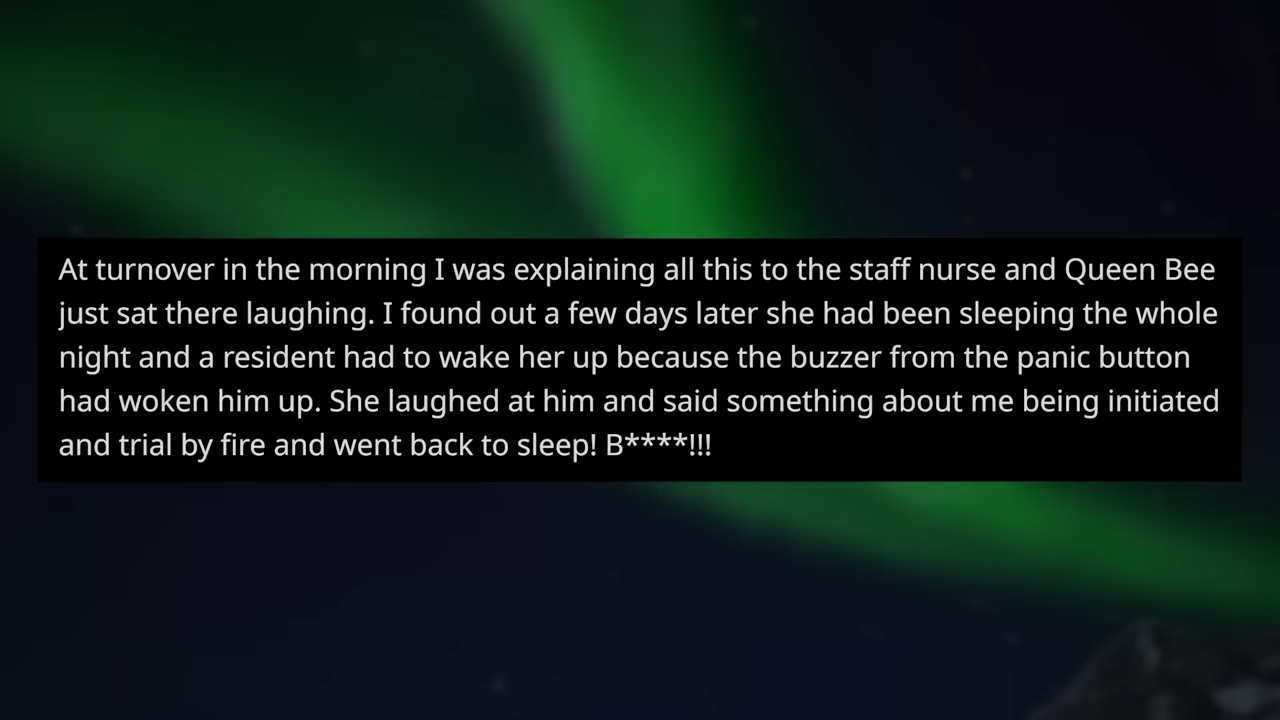 At turnover in the morning I was explaining all this to the staff nurse and Queen Bee
just sat there laughing. I found out a few days later she had been sleeping the whole
night and a resident had to wake her up because the buzzer from the panic button
had woken him up. She laughed at him and said something about me being initiated
and trial by fire and went back to sleep! B****!!!